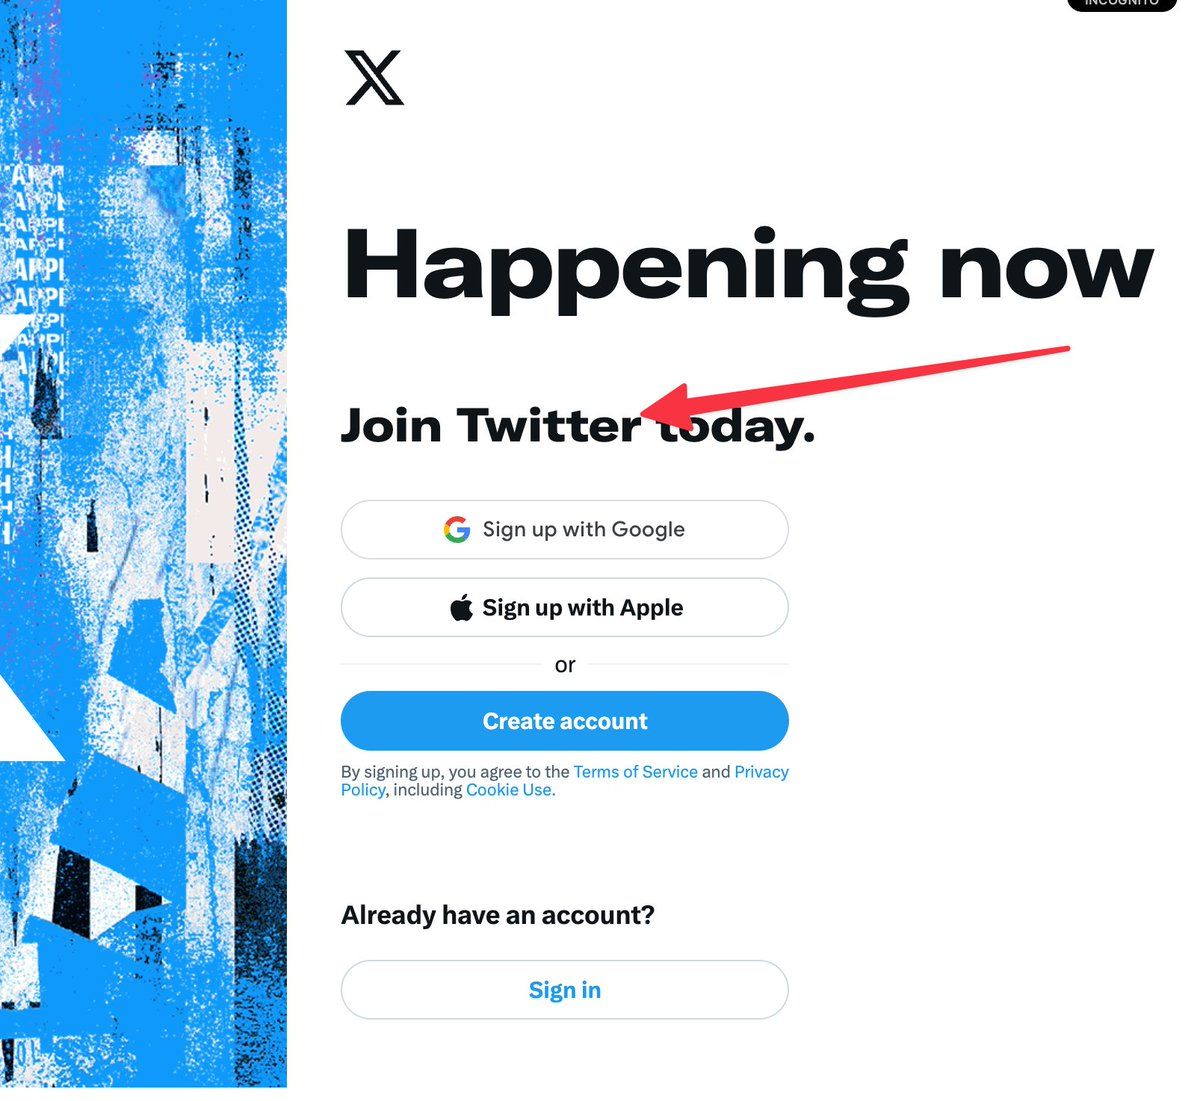 INCOGNITO
X
Happening now
Join Twitter today.
Sign up with Google
Sign up with Apple
or
Create account
By signing up, you agree to the Terms of Service and Privacy
Policy, including Cookie Use.
Already have an account?
Sign in